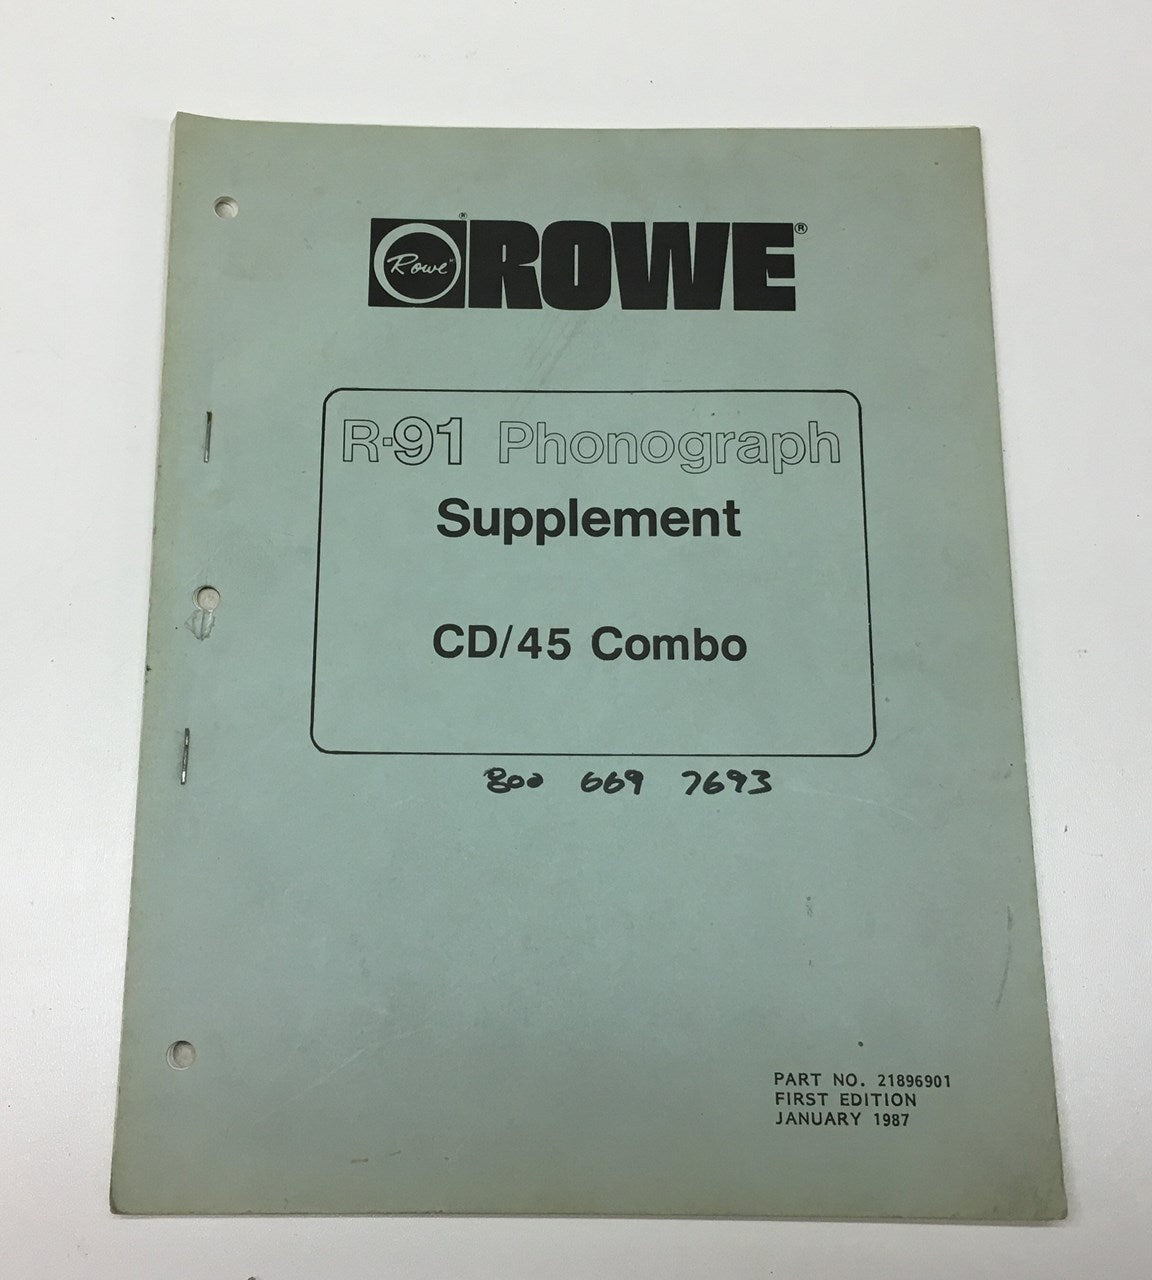 Rowe ROWE®
R-91 Phonograph
Supplement
CD/45 Combo
800 669 7693
PART NO. 21896901
FIRST EDITION
JANUARY 1987